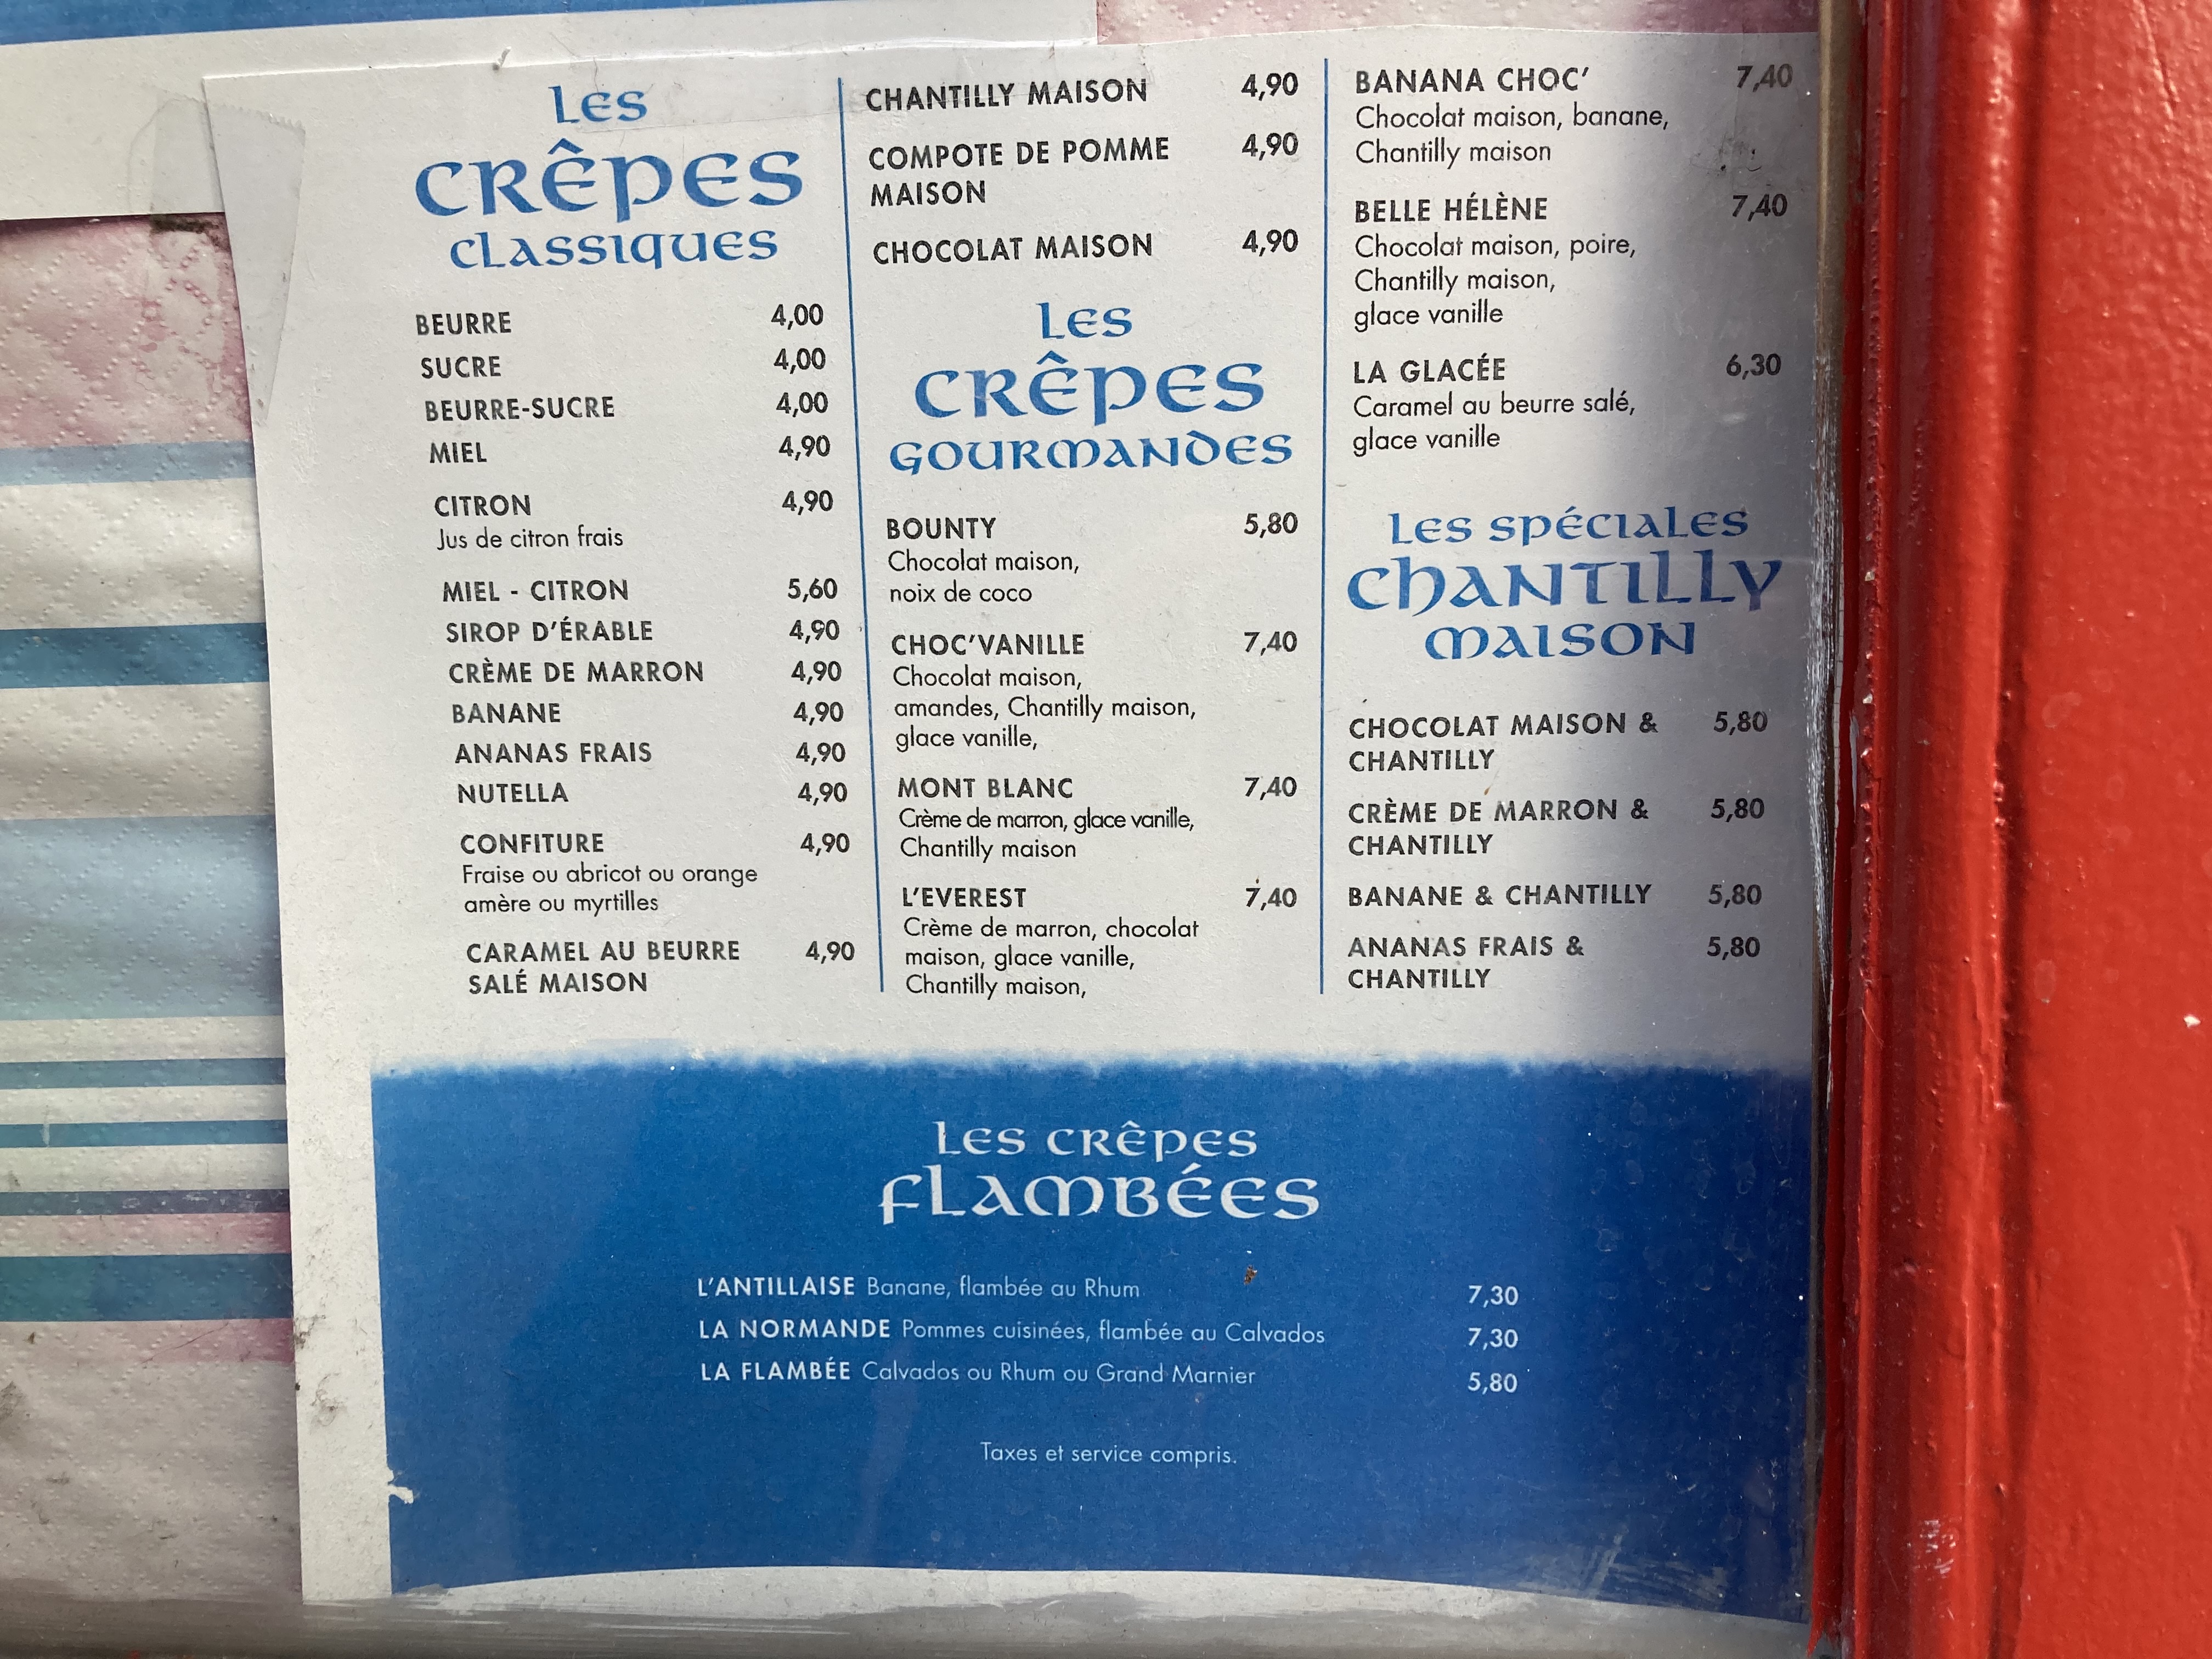 Les
CRÊPES
CLASSIQUES
BEURRE 4,00
SUCRE 4,00
BEURRE-SUCRE 4,00
MIEL 4,90
CITRON 4,90
Jus de citron frais
MIEL - CITRON 5,60
SIROP D'ÉRABLE 4,90
CRÈME DE MARRON 4,90
BANANE 4,90
ANANAS FRAIS 4,90
NUTELLA 4,90
CONFITURE 4,90
Fraise ou abricot ou orange
amère ou myrtilles
CARAMEL AU BEURRE 4,90
SALÉ MAISON
CHANTILLY MAISON 4,90
COMPOTE DE POMME 4,90
MAISON
CHOCOLAT MAISON 4,90
Les
CRÊPES
GOURMANDES
BOUNTY 5,80
Chocolat maison,
noix de coco
CHOC'VANILLE 7,40
Chocolat maison,
amandes, Chantilly maison,
glace vanille,
MONT BLANC 7,40
Crème de marron, glace vanille,
Chantilly maison
L'EVEREST 7,40
Crème de marron, chocolat
maison, glace vanille,
Chantilly maison,
BANANA CHOC' 7,40
Chocolat maison, banane,
Chantilly maison
BELLE HÉLÈNE 7,40
Chocolat maison, poire,
Chantilly maison,
glace vanille
LA GLACÉE 6,30
Caramel au beurre salé,
glace vanille
Les spéciales
CHANTILLY
MAISON
CHOCOLAT MAISON & 5,80
CHANTILLY
CRÈME DE MARRON & 5,80
CHANTILLY
BANANE & CHANTILLY 5,80
ANANAS FRAIS & 5,80
CHANTILLY
Les crêpes
FLAMBÉES
L'ANTILLAISE Banane, flambée au Rhum 7,30
LA NORMANDE Pommes cuisinées, flambée au Calvados 7,30
LA FLAMBÉE Calvados ou Rhum ou Grand Marnier 5,80
Taxes et service compris.